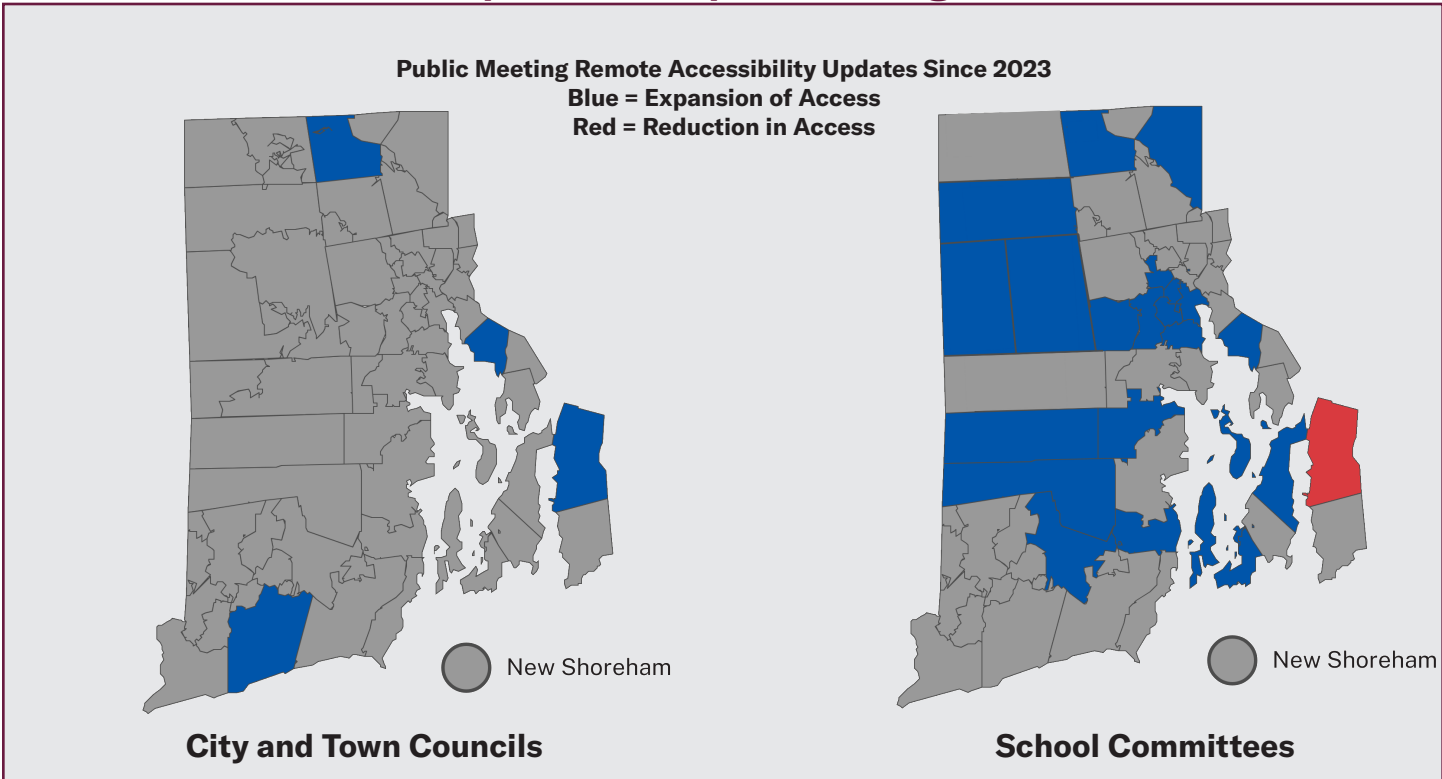 Public Meeting Remote Accessibility Updates Since 2023
Blue = Expansion of Access
Red = Reduction in Access
New Shoreham
New Shoreham
City and Town Councils
School Committees